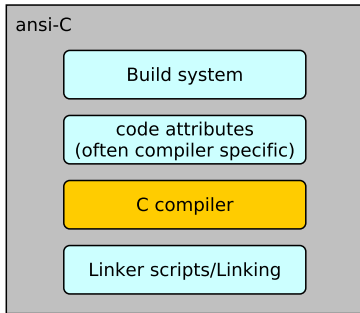 ansi-C
Build system
code attributes
(often compiler specific)
C compiler
Linker scripts/Linking